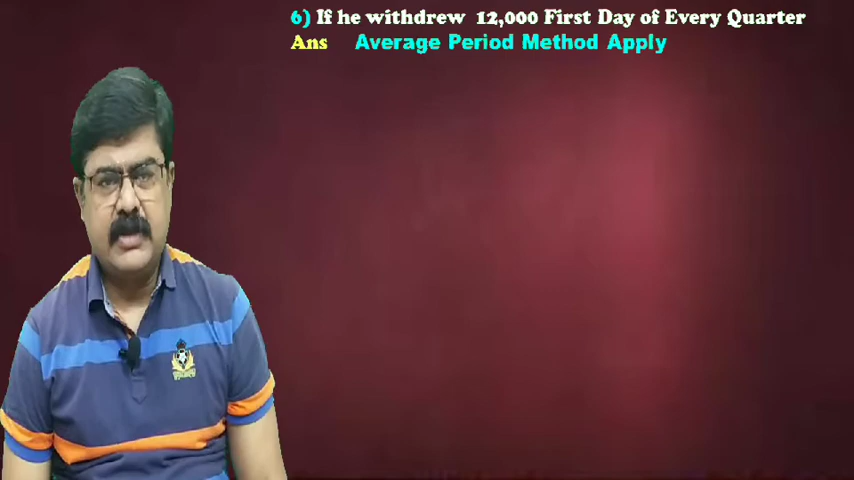 6) If he withdrew 12,000 First Day of Every Quarter
Ans Average Period Method Apply